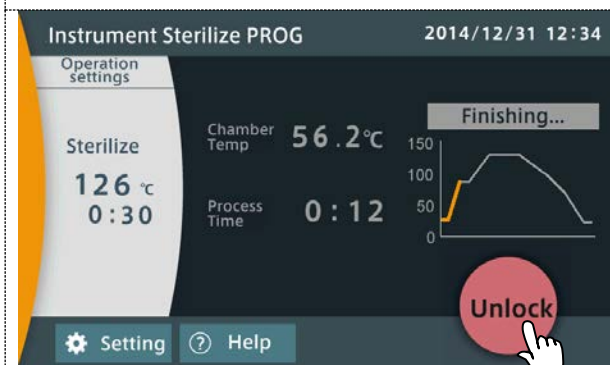 Instrument Sterilize PROG
2014/12/31 12:34
Operation
settings
Sterilize
126 ℃
0:30
Chamber
Temp
56.2℃
Process
Time
0:12
Finishing...
150
100
50
0
Unlock
Setting
? Help